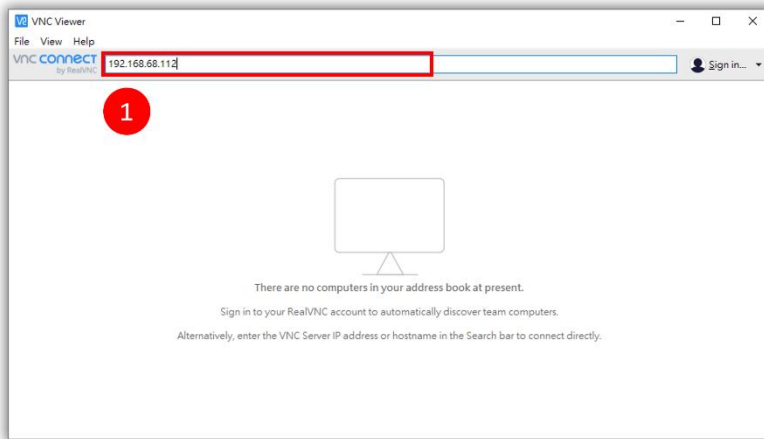 VNC Viewer
File View Help
vnc connect
by RealVNC
192.168.68.112
Sign in...
1
There are no computers in your address book at present.
Sign in to your RealVNC account to automatically discover team computers.
Alternatively, enter the VNC Server IP address or hostname in the Search bar to connect directly.